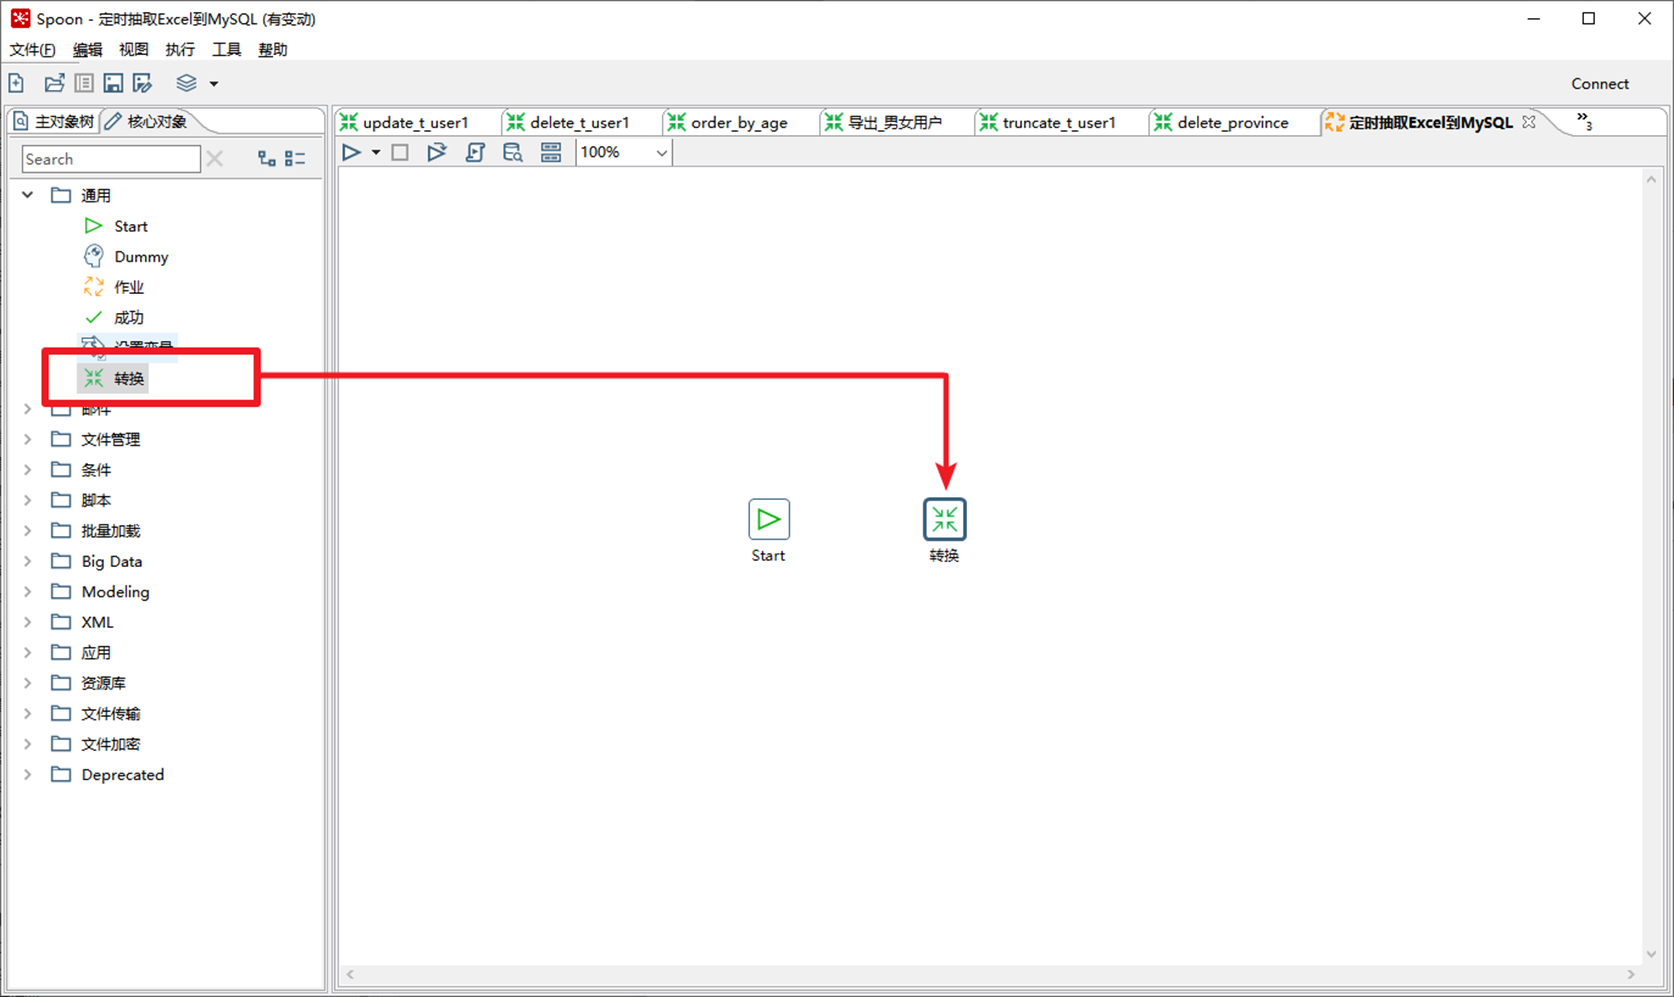 Spoon - 定时抽取Excel到MySQL (有变动)
文件(F) 编辑 视图 执行 工具 帮助
Connect
主对象树 核心对象
update_t_user1 delete_t_user1 order_by_age 导出_男女用户 truncate_t_user1 delete_province 定时抽取Excel到MySQL »3
Search
100%
通用
Start
Dummy
作业
成功
设置变量
转换
邮件
文件管理
条件
脚本
批量加载
Big Data
Modeling
XML
应用
资源库
文件传输
文件加密
Deprecated
Start
转换